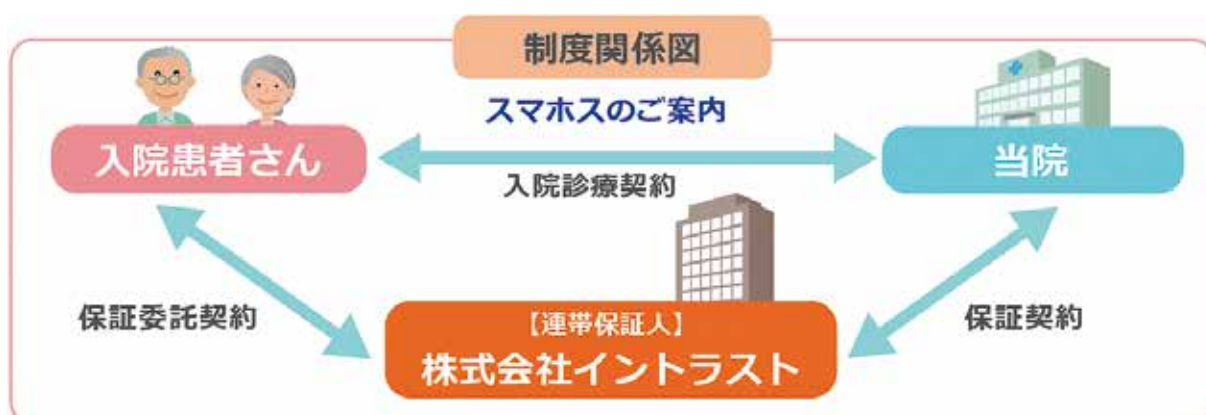 制度関係図
スマホスのご案内
入院患者さん
当院
入院診療契約
保証委託契約
保証契約
【連帯保証人】
株式会社イントラスト